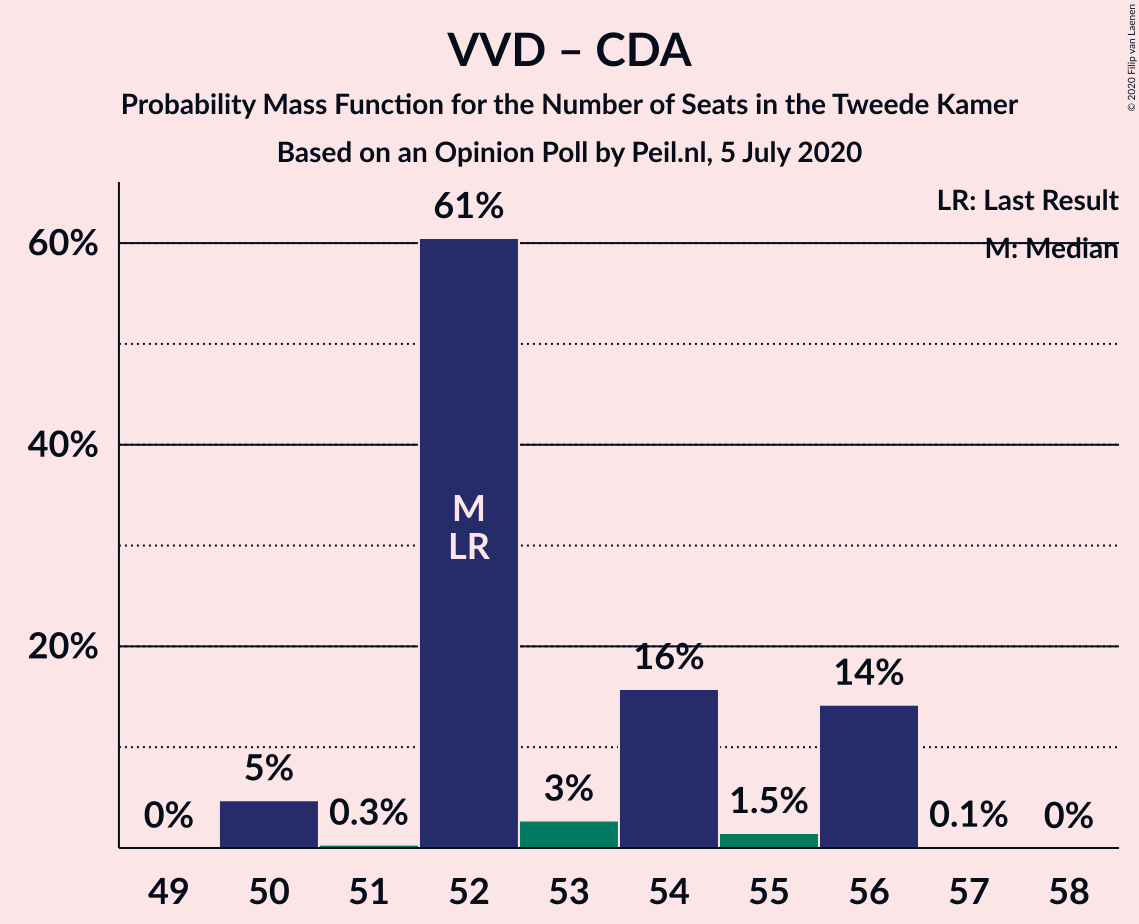 VVD – CDA
Probability Mass Function for the Number of Seats in the Tweede Kamer
Based on an Opinion Poll by Peil.nl, 5 July 2020
© 2020 Filip van Laenen
LR: Last Result
M: Median
60%
40%
20%
0%
5%
0.3%
61%
3%
16%
1.5%
14%
0.1%
0%
M
LR
49 50 51 52 53 54 55 56 57 58